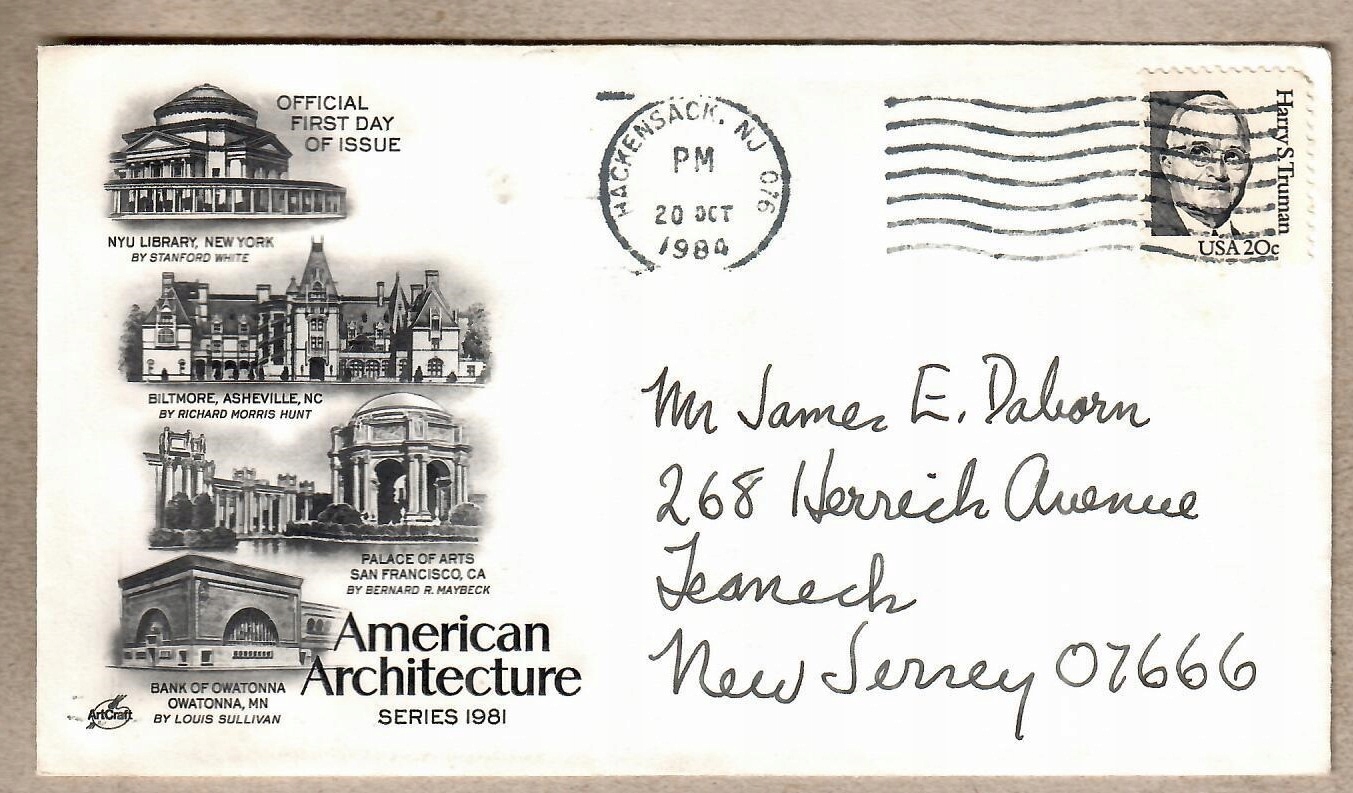 OFFICIAL
FIRST DAY
OF ISSUE
NYU LIBRARY, NEW YORK
BY STANFORD WHITE
BILTMORE, ASHEVILLE, NC
BY RICHARD MORRIS HUNT
PALACE OF ARTS
SAN FRANCISCO, CA
BY BERNARD R. MAYBECK
BANK OF OWATONNA
OWATONNA, MN
BY LOUIS SULLIVAN
American
Architecture
SERIES 1981
ArtCraft
HACKENSACK, NJ 076
PM
20 OCT
1984
Harry S. Truman
USA 20c
Mr James E. Daborn
268 Herrick Avenue
Teaneck
New Jersey 07666